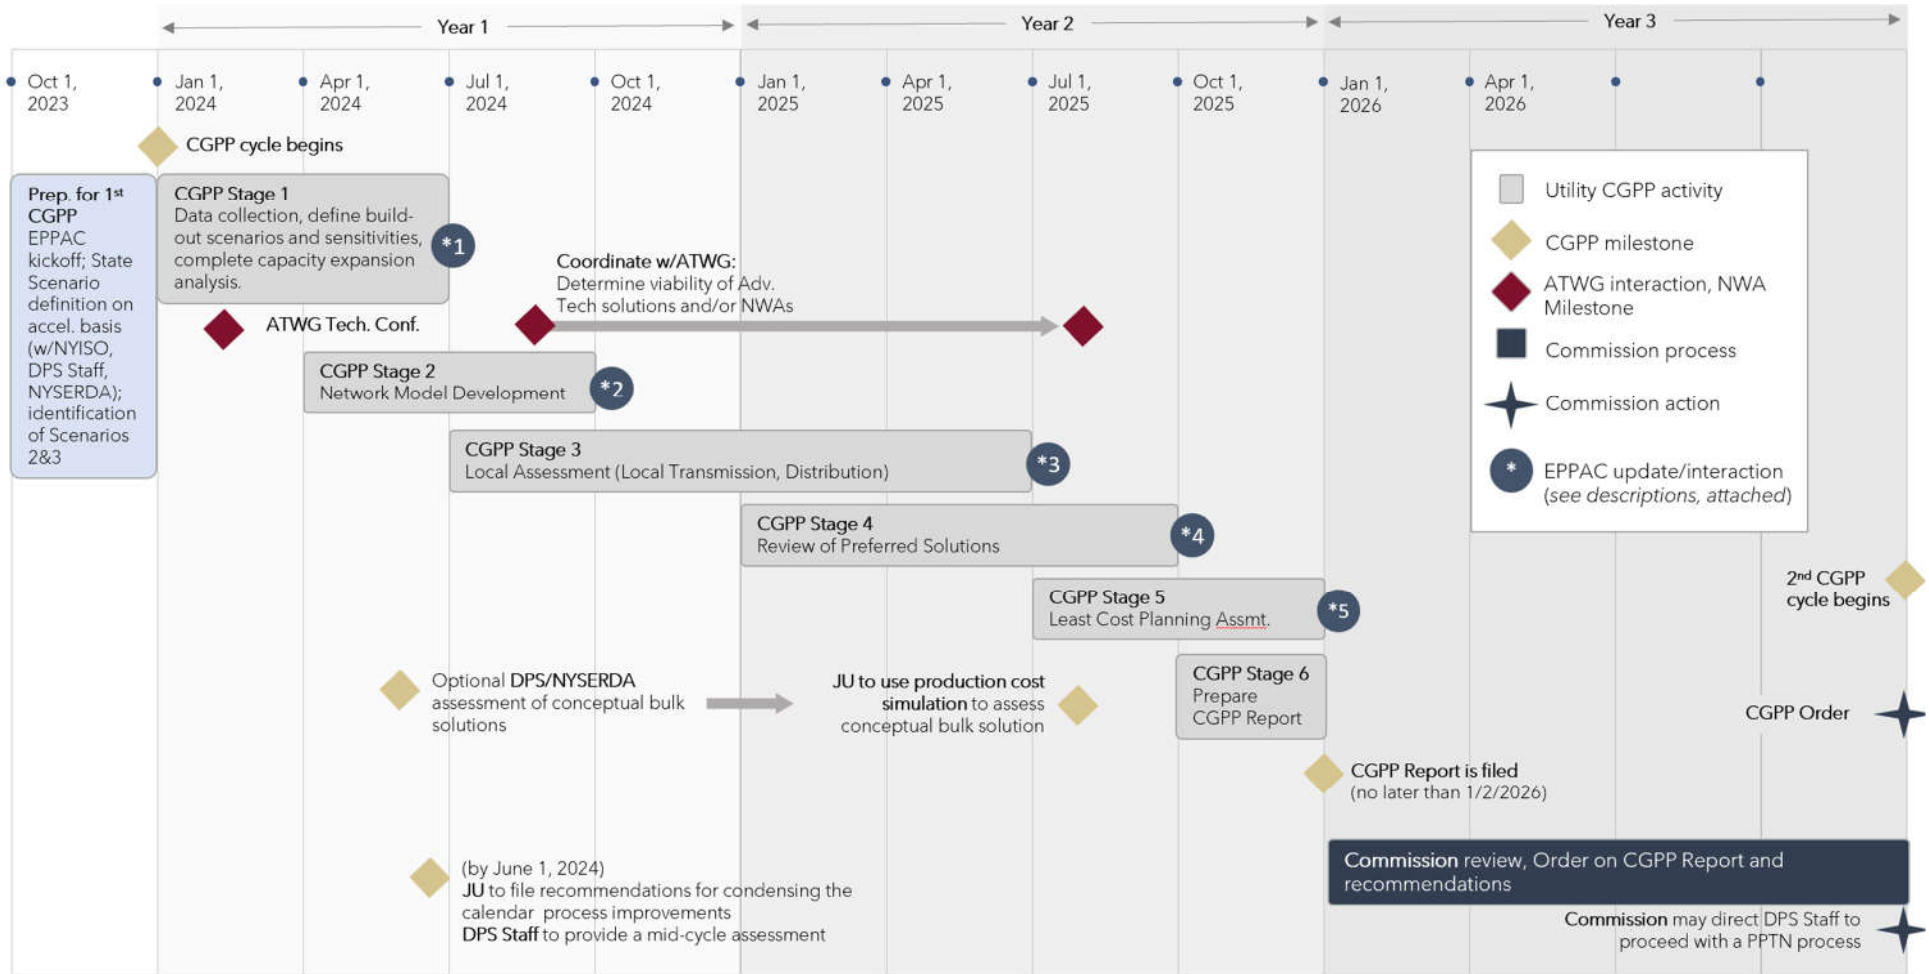 Year 1
Year 2
Year 3
Oct 1,
2023
Jan 1,
2024
Apr 1,
2024
Jul 1,
2024
Oct 1,
2024
Jan 1,
2025
Apr 1,
2025
Jul 1,
2025
Oct 1,
2025
Jan 1,
2026
Apr 1,
2026
CGPP cycle begins
Prep. for 1st
CGPP
EPPAC
kickoff; State
Scenario
definition on
accel. basis
(w/NYISO,
DPS Staff,
NYSERDA);
identification
of Scenarios
2&3
CGPP Stage 1
Data collection, define build-
out scenarios and sensitivities,
complete capacity expansion
analysis.
*1
ATWG Tech. Conf.
Coordinate w/ATWG:
Determine viability of Adv.
Tech solutions and/or NWAs
CGPP Stage 2
Network Model Development
*2
CGPP Stage 3
Local Assessment (Local Transmission, Distribution)
*3
CGPP Stage 4
Review of Preferred Solutions
*4
CGPP Stage 5
Least Cost Planning Assmt.
*5
CGPP Stage 6
Prepare
CGPP Report
Optional DPS/NYSERDA
assessment of conceptual bulk
solutions
JU to use production cost
simulation to assess
conceptual bulk solution
CGPP Report is filed
(no later than 1/2/2026)
(by June 1, 2024)
JU to file recommendations for condensing the
calendar process improvements
DPS Staff to provide a mid-cycle assessment
Utility CGPP activity
CGPP milestone
ATWG interaction, NWA
Milestone
Commission process
Commission action
*
EPPAC update/interaction
(see descriptions, attached)
2nd CGPP
cycle begins
CGPP Order
Commission review, Order on CGPP Report and
recommendations
Commission may direct DPS Staff to
proceed with a PPTN process